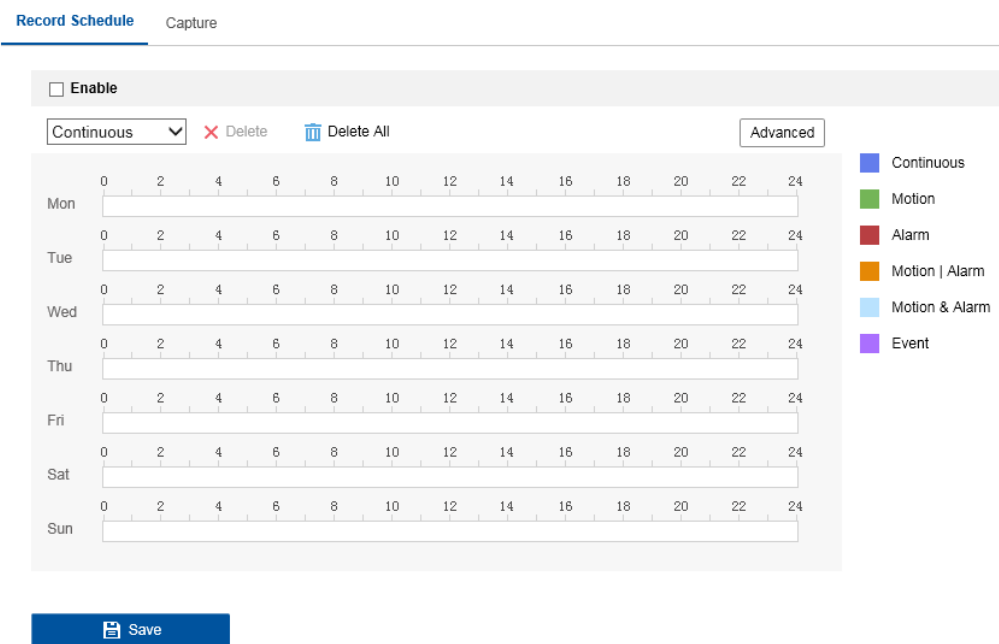 Record Schedule Capture
Enable
Continuous Delete Delete All Advanced
Continuous
Motion
Alarm
Motion | Alarm
Motion & Alarm
Event
0 2 4 6 8 10 12 14 16 18 20 22 24
Mon
0 2 4 6 8 10 12 14 16 18 20 22 24
Tue
0 2 4 6 8 10 12 14 16 18 20 22 24
Wed
0 2 4 6 8 10 12 14 16 18 20 22 24
Thu
0 2 4 6 8 10 12 14 16 18 20 22 24
Fri
0 2 4 6 8 10 12 14 16 18 20 22 24
Sat
0 2 4 6 8 10 12 14 16 18 20 22 24
Sun
Save